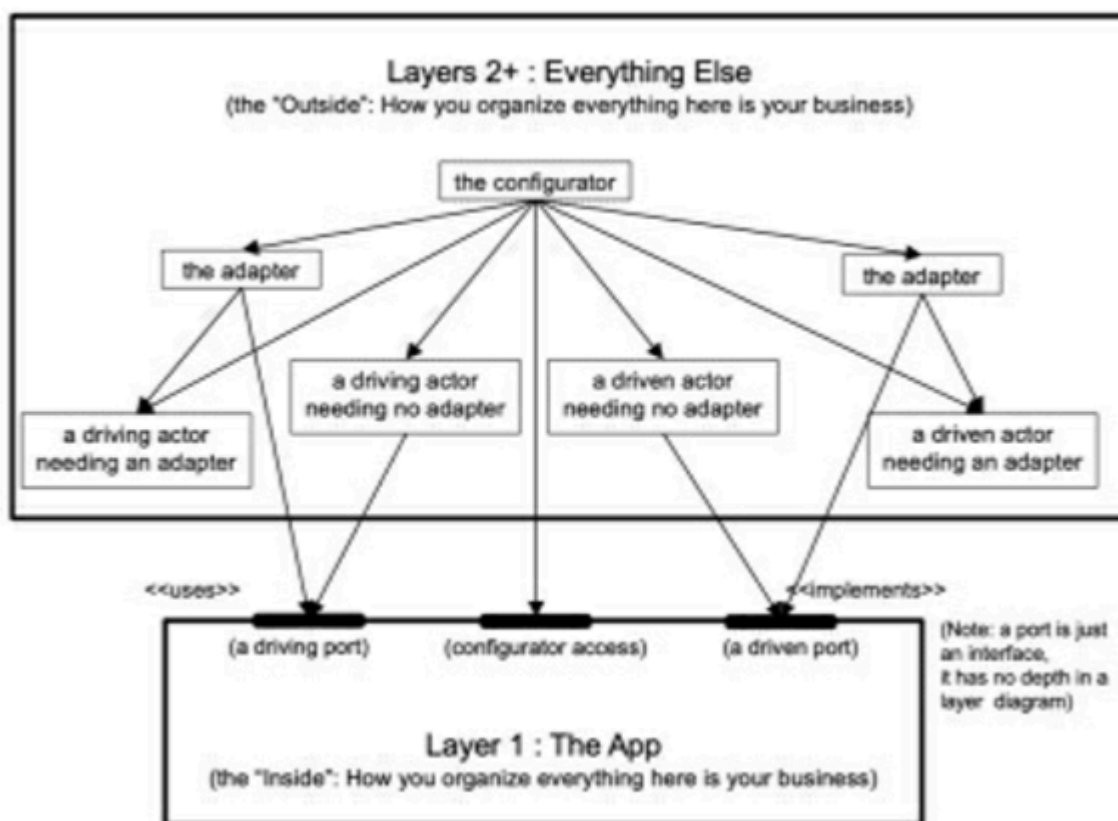 Layers 2+ : Everything Else
(the "Outside": How you organize everything here is your business)
the configurator
the adapter
the adapter
a driving actor
needing no adapter
a driven actor
needing no adapter
a driving actor
needing an adapter
a driven actor
needing an adapter
<<uses>>
<<implements>>
(a driving port)
(configurator access)
(a driven port)
(Note: a port is just
an interface,
it has no depth in a
layer diagram)
Layer 1 : The App
(the "Inside": How you organize everything here is your business)